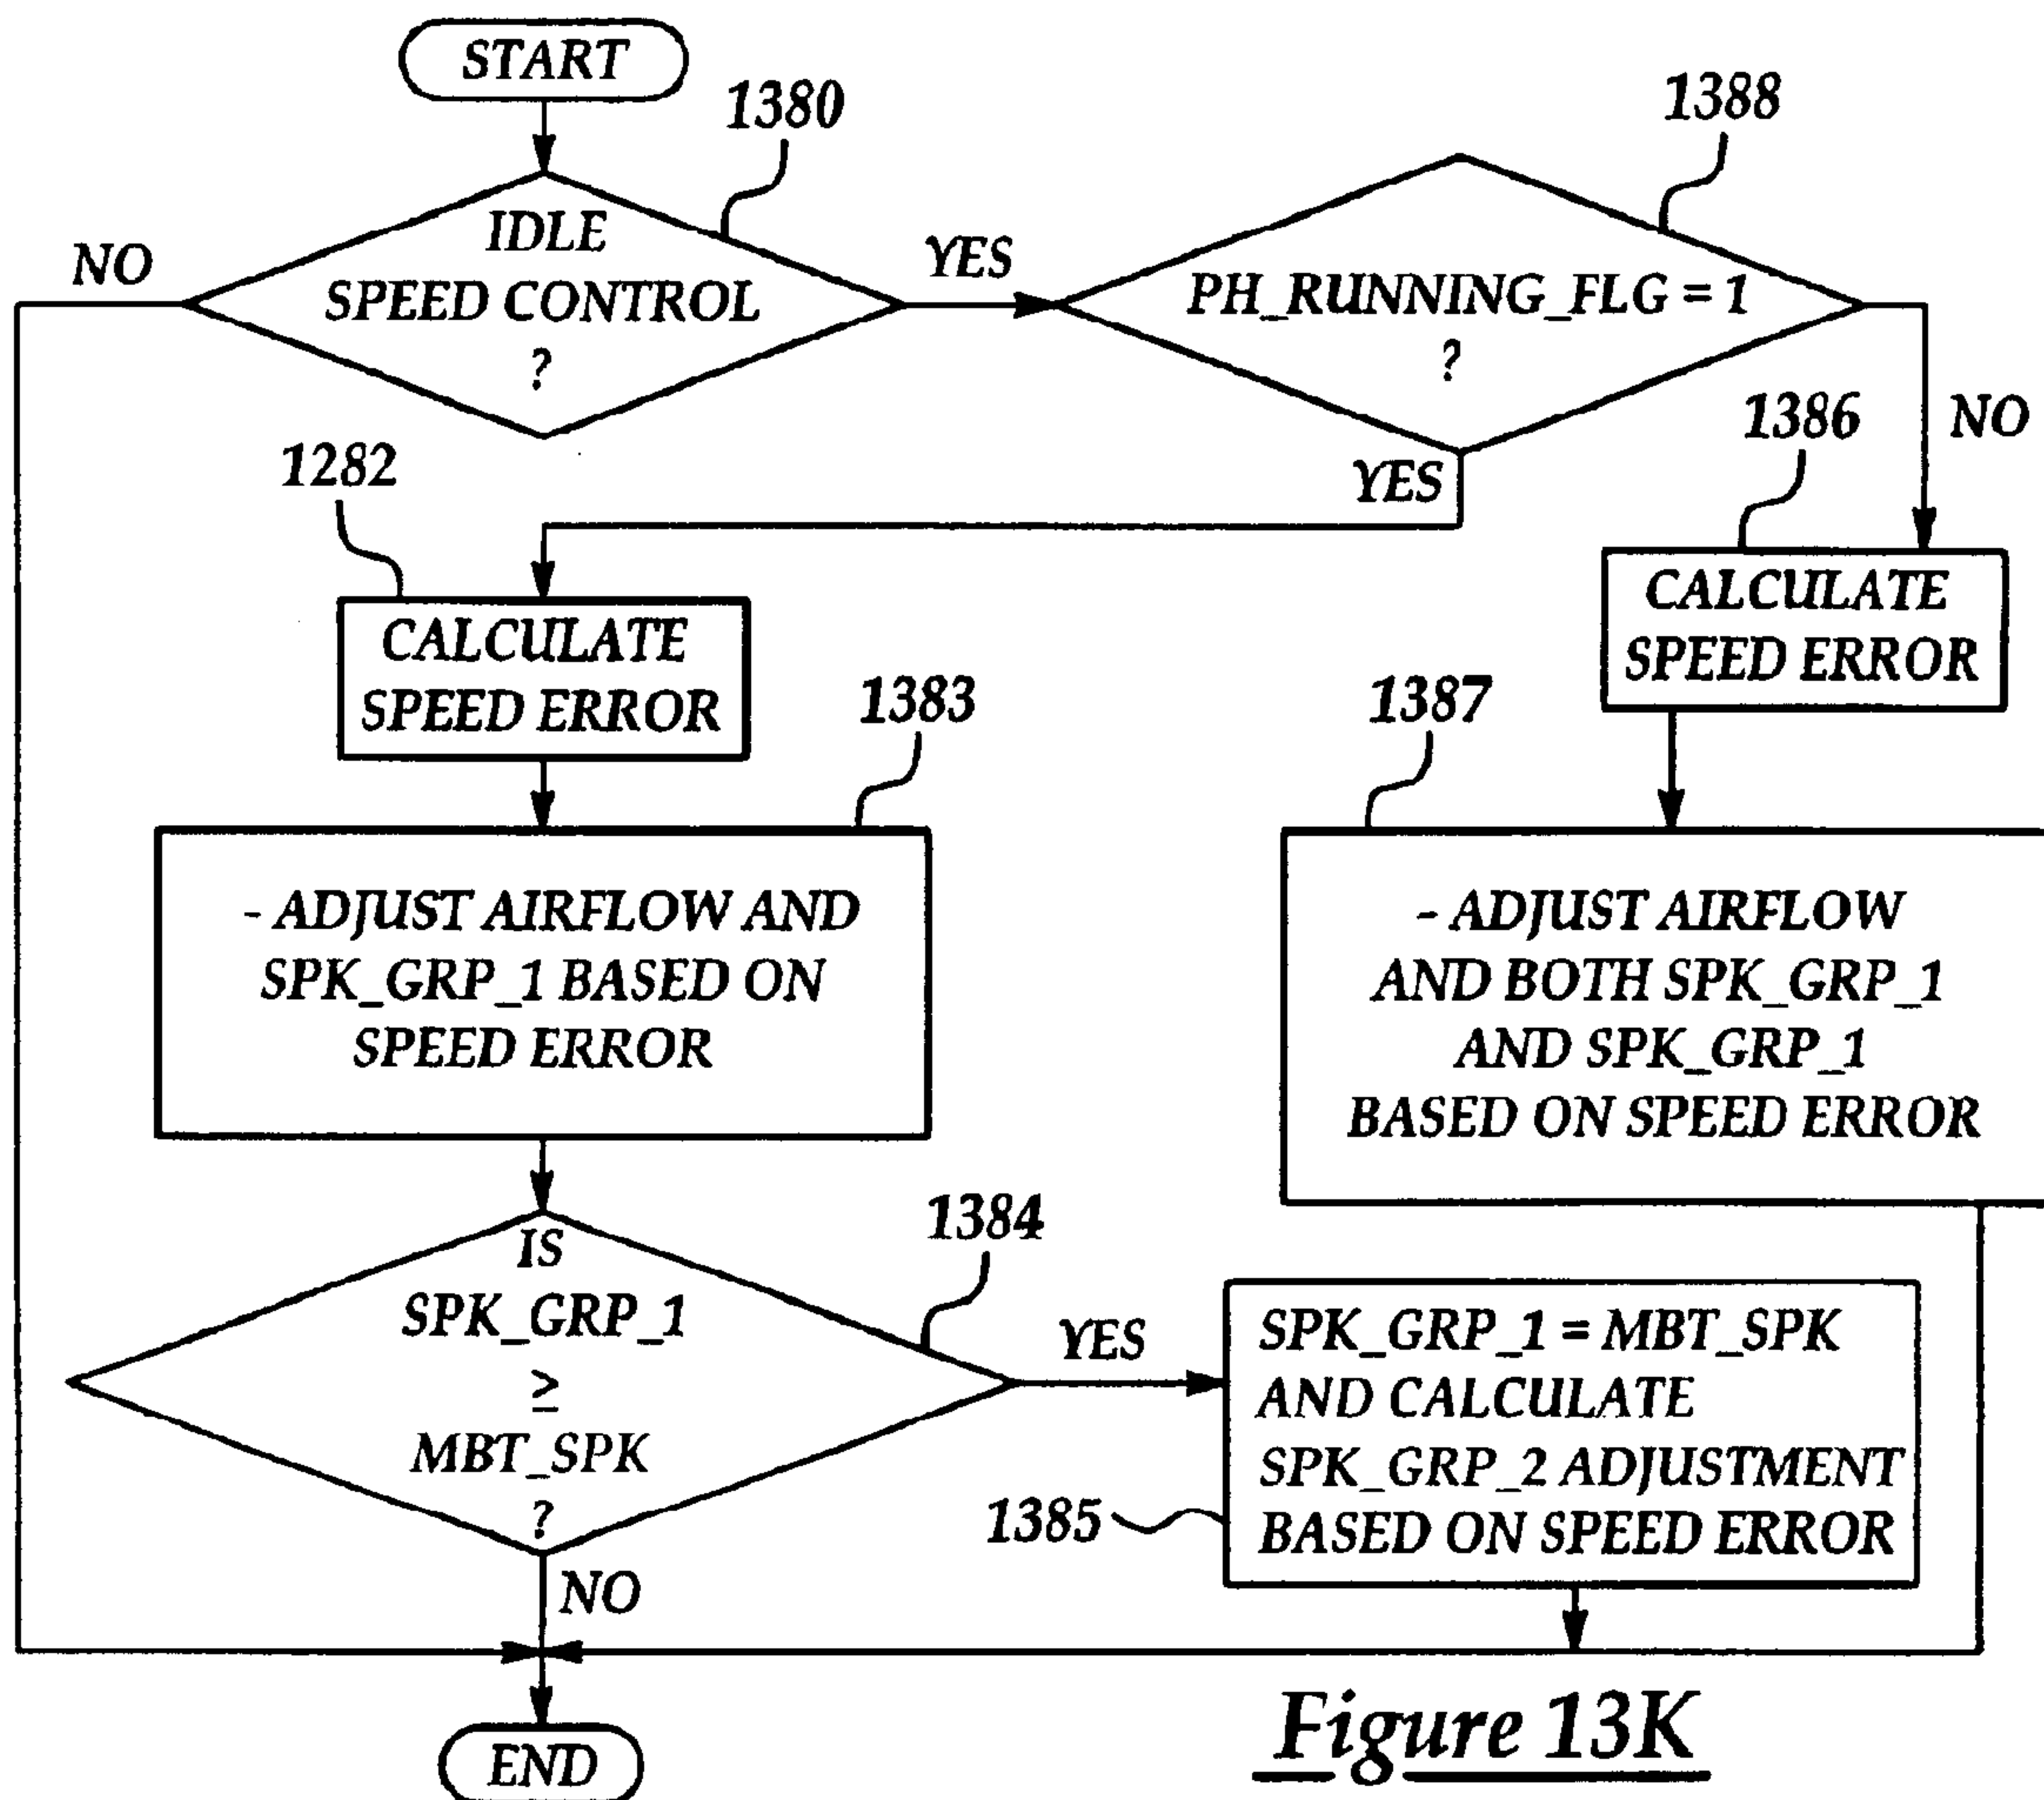 START
1380
1388
IDLE
SPEED CONTROL
?
NO
YES
PH_RUNNING_FLG = 1
?
NO
YES
1282
CALCULATE
SPEED ERROR
1386
CALCULATE
SPEED ERROR
1383
- ADJUST AIRFLOW AND
SPK_GRP_1 BASED ON
SPEED ERROR
1387
- ADJUST AIRFLOW
AND BOTH SPK_GRP_1
AND SPK_GRP_1
BASED ON SPEED ERROR
1384
IS
SPK_GRP_1
≥
MBT_SPK
?
YES
NO
1385
SPK_GRP_1 = MBT_SPK
AND CALCULATE
SPK_GRP_2 ADJUSTMENT
BASED ON SPEED ERROR
END
Figure 13K